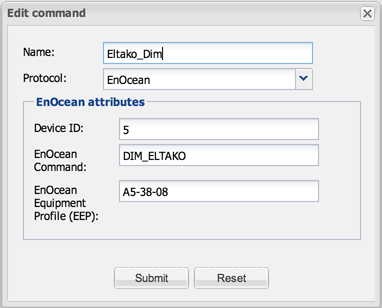 Edit command
Name: Eltako_Dim
Protocol: EnOcean
EnOcean attributes
Device ID: 5
EnOcean
Command: DIM_ELTAKO
EnOcean
Equipment
Profile (EEP): A5-38-08
Submit Reset